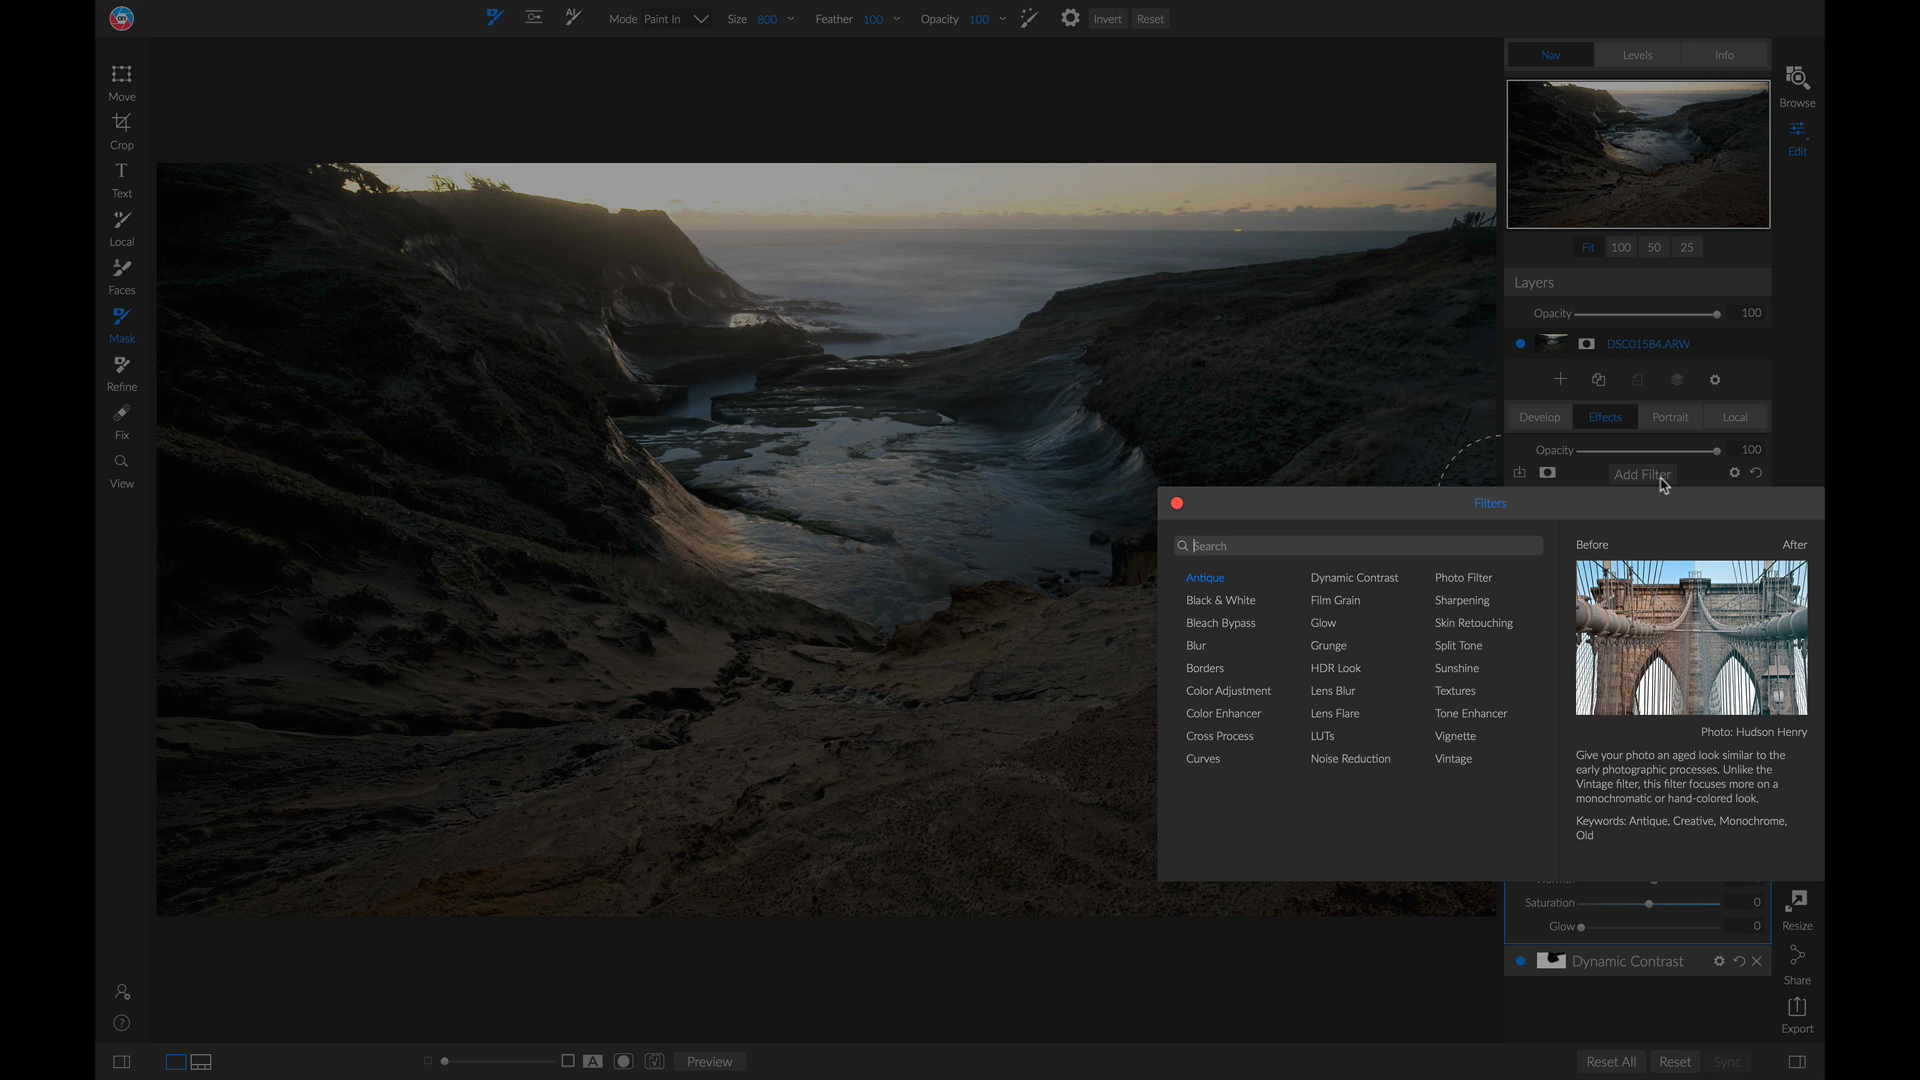 Mode Paint In Size 800 Feather 100 Opacity 100 Invert Reset
Move
Crop
Text
Local
Faces
Mask
Refine
Fix
View
Nav Levels Info
Browse
Edit
Fit 100 50 25
Layers
Opacity 100
DSC01584.ARW
Develop Effects Portrait Local
Opacity 100
Add Filter
Filters
Search
Antique
Black & White
Bleach Bypass
Blur
Borders
Color Adjustment
Color Enhancer
Cross Process
Curves
Dynamic Contrast
Film Grain
Glow
Grunge
HDR Look
Lens Blur
Lens Flare
LUTs
Noise Reduction
Photo Filter
Sharpening
Skin Retouching
Split Tone
Sunshine
Textures
Tone Enhancer
Vignette
Vintage
Before After
Photo: Hudson Henry
Give your photo an aged look similar to the
early photographic processes. Unlike the
Vintage filter, this filter focuses more on a
monochromatic or hand-colored look.
Keywords: Antique, Creative, Monochrome,
Old
Saturation 0
Glow 0
Dynamic Contrast
Resize
Share
Export
A
Preview
Reset All Reset Sync